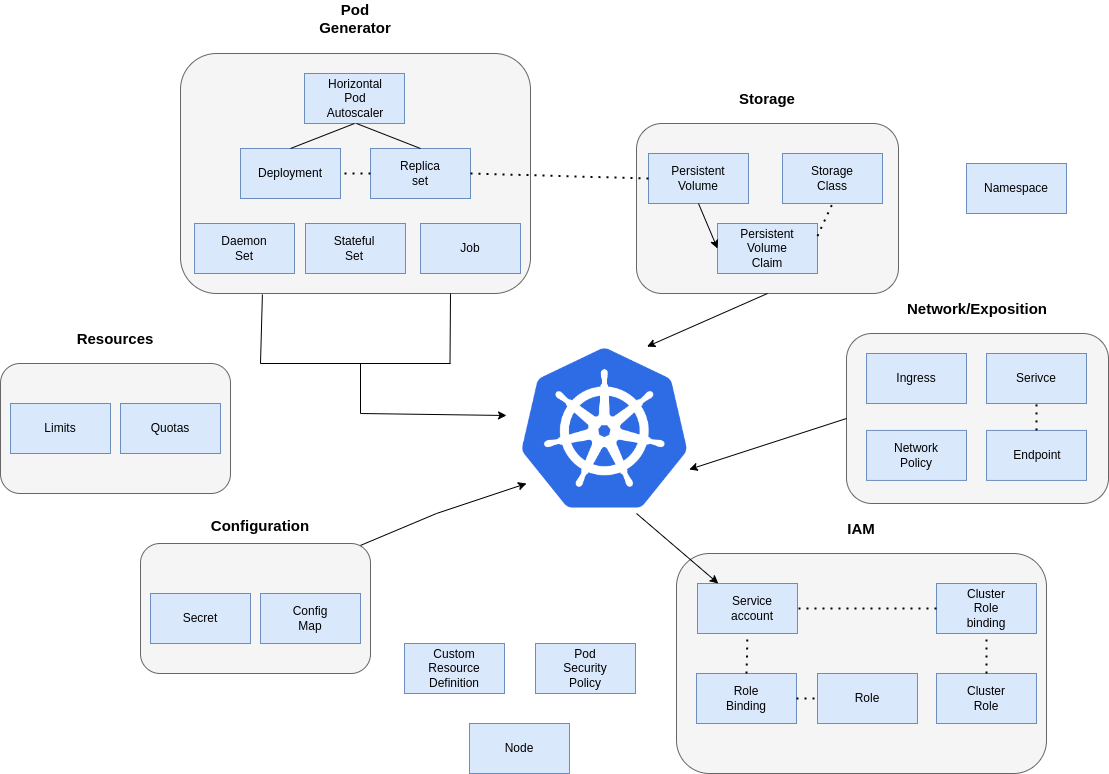 Pod
Generator
Horizontal
Pod
Autoscaler
Deployment
Replica
set
Daemon
Set
Stateful
Set
Job
Storage
Persistent
Volume
Storage
Class
Persistent
Volume
Claim
Namespace
Resources
Limits
Quotas
Network/Exposition
Ingress
Serivce
Network
Policy
Endpoint
Configuration
Secret
Config
Map
Custom
Resource
Definition
Pod
Security
Policy
Node
IAM
Service
account
Cluster
Role
binding
Role
Binding
Role
Cluster
Role